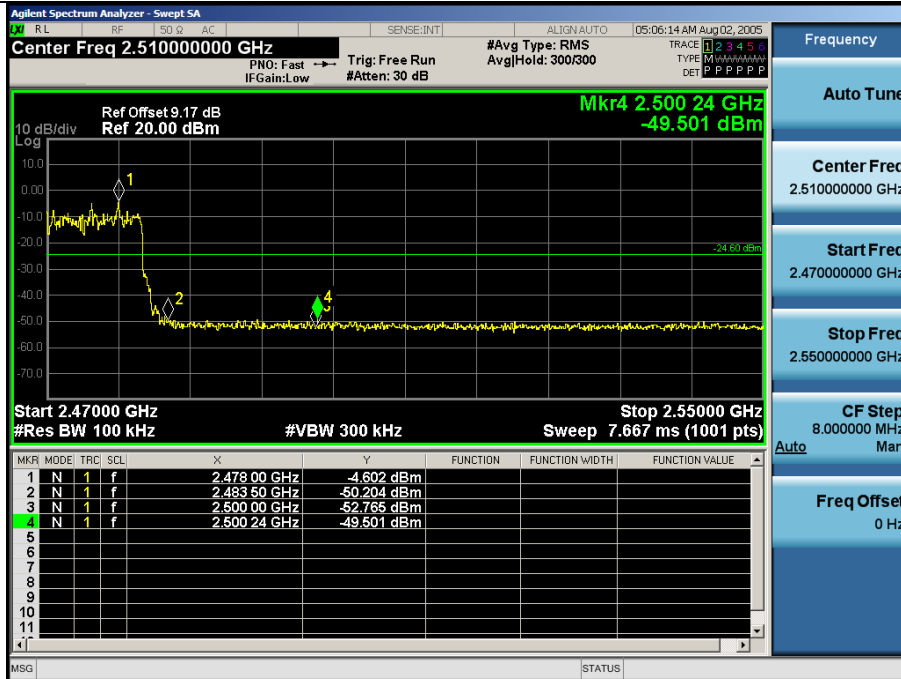 Agilent Spectrum Analyzer - Swept SA
LXI RL RF 50 Ω AC SENSE:INT ALIGN AUTO 05:06:14 AM Aug 02, 2005
Center Freq 2.510000000 GHz
PNO: Fast
IFGain:Low
Trig: Free Run
#Atten: 30 dB
#Avg Type: RMS
Avg|Hold: 300/300
TRACE 1 2 3 4 5 6
TYPE M
DET P P P P P P
Ref Offset 9.17 dB
Ref 20.00 dBm
10 dB/div
Log
Mkr4 2.500 24 GHz
-49.501 dBm
10.0
0.00
-10.0
-20.0
-30.0
-40.0
-50.0
-60.0
-70.0
1
2
4
-24.60 dBm
Start 2.47000 GHz
Stop 2.55000 GHz
#Res BW 100 kHz
#VBW 300 kHz
Sweep 7.667 ms (1001 pts)
MKR MODE TRC SCL X Y FUNCTION FUNCTION WIDTH FUNCTION VALUE
1 N 1 f 2.478 00 GHz -4.602 dBm
2 N 1 f 2.483 50 GHz -50.204 dBm
3 N 1 f 2.500 00 GHz -52.765 dBm
4 N 1 f 2.500 24 GHz -49.501 dBm
5
6
7
8
9
10
11
MSG
STATUS
Frequency
Auto Tune
Center Freq
2.510000000 GHz
Start Freq
2.470000000 GHz
Stop Freq
2.550000000 GHz
CF Step
8.000000 MHz
Auto Man
Freq Offset
0 Hz